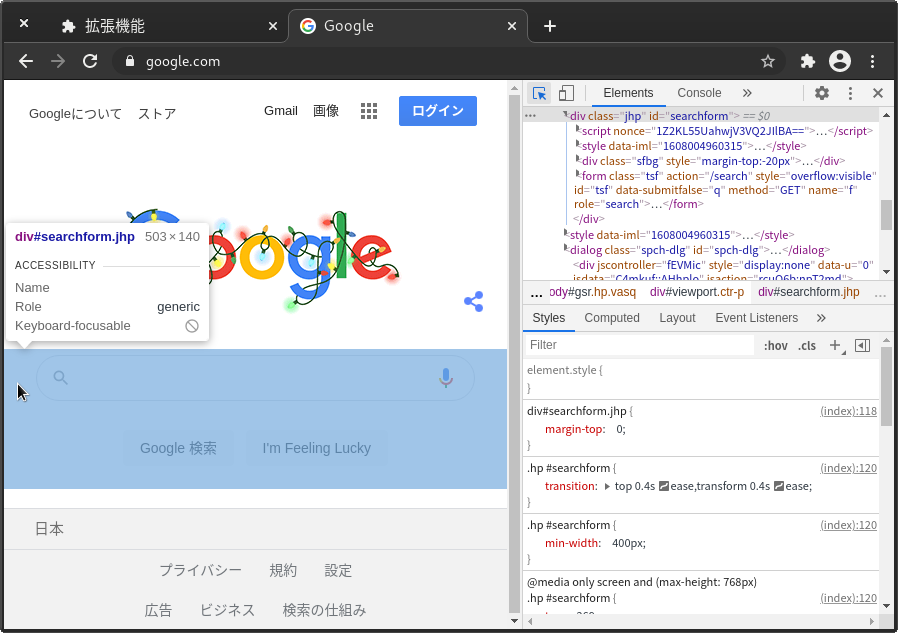 拡張機能
Google
google.com
Googleについて ストア
Gmail 画像 ログイン
Google
div#searchform.jhp 503 × 140
ACCESSIBILITY
Name
Role generic
Keyboard-focusable
Google 検索 I'm Feeling Lucky
日本
プライバシー 規約 設定
広告 ビジネス 検索の仕組み
Elements Console »
<div class="jhp" id="searchform"> == $0
<script nonce="1Z2KL55UahwjV3VQ2JIlBA==">…</script>
<style data-iml="1608004960315">…</style>
<div class="sfbg" style="margin-top:-20px">…</div>
<form class="tsf" action="/search" style="overflow:visible"
id="tsf" data-submitfalse="q" method="GET" name="f"
role="search">…</form>
</div>
<style data-iml="1608004960315">…</style>
<dialog class="spch-dlg" id="spch-dlg">…</dialog>
<div jscontroller="fEVMic" style="display:none" data-u="0"
… ody#gsr.hp.vasq div#viewport.ctr-p div#searchform.jhp …
Styles Computed Layout Event Listeners »
Filter :hov .cls +
element.style {
}
div#searchform.jhp { (index):118
margin-top: 0;
}
.hp #searchform { (index):120
transition: top 0.4s ease,transform 0.4s ease;
}
.hp #searchform { (index):120
min-width: 400px;
}
@media only screen and (max-height: 768px)
.hp #searchform { (index):120